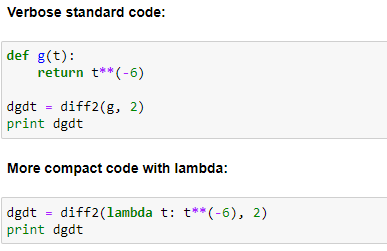 Verbose standard code:
def g(t):
    return t**(-6)
dgdt = diff2(g, 2)
print dgdt
More compact code with lambda:
dgdt = diff2(lambda t: t**(-6), 2)
print dgdt